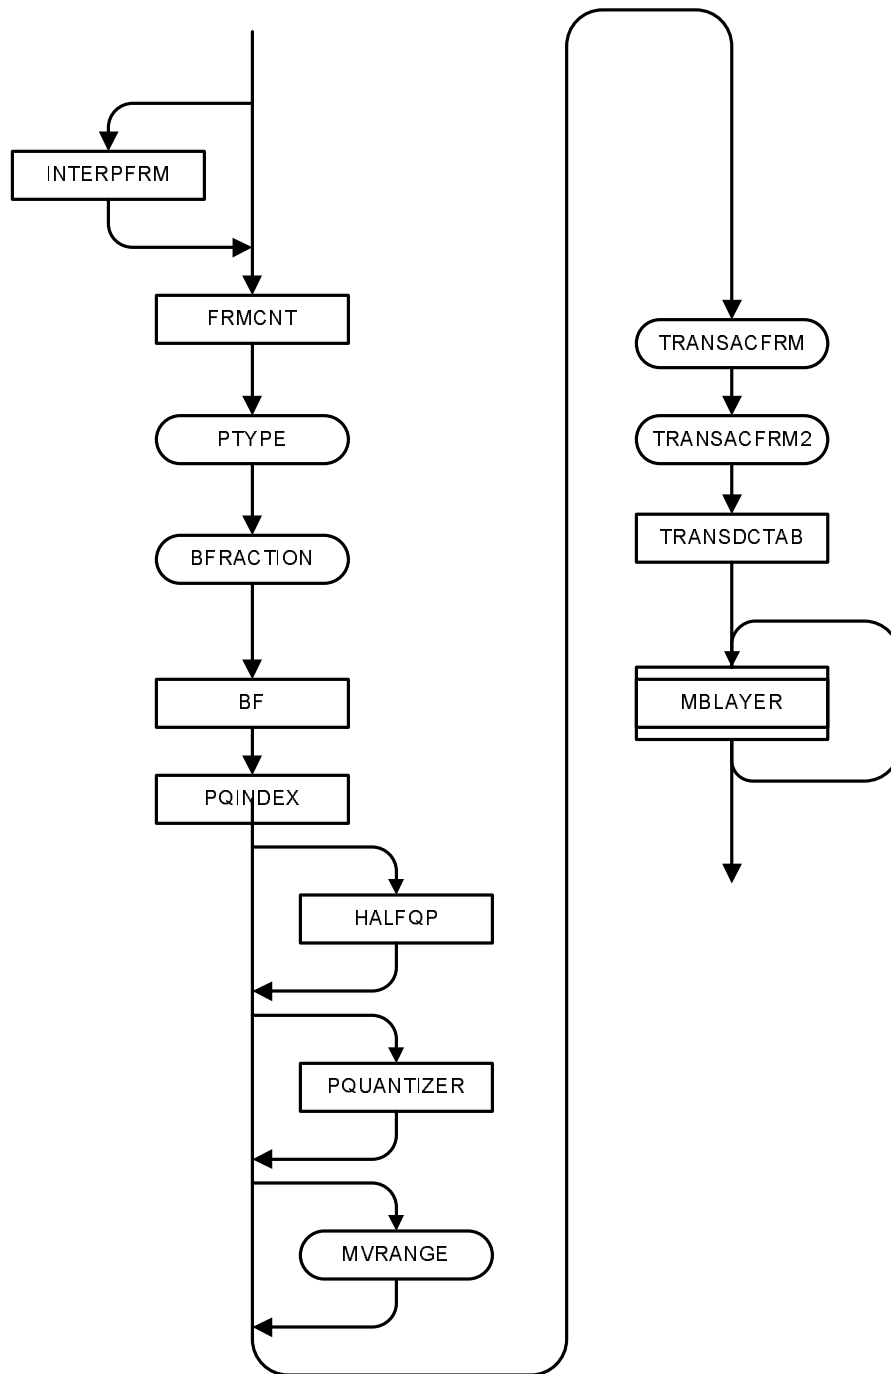 INTERPFRM
FRMCNT
PTYPE
BFRACTION
BF
PQINDEX
HALFQP
PQUANTIZER
MVRANGE
TRANSACFRM
TRANSACFRM2
TRANSDCTAB
MBLAYER